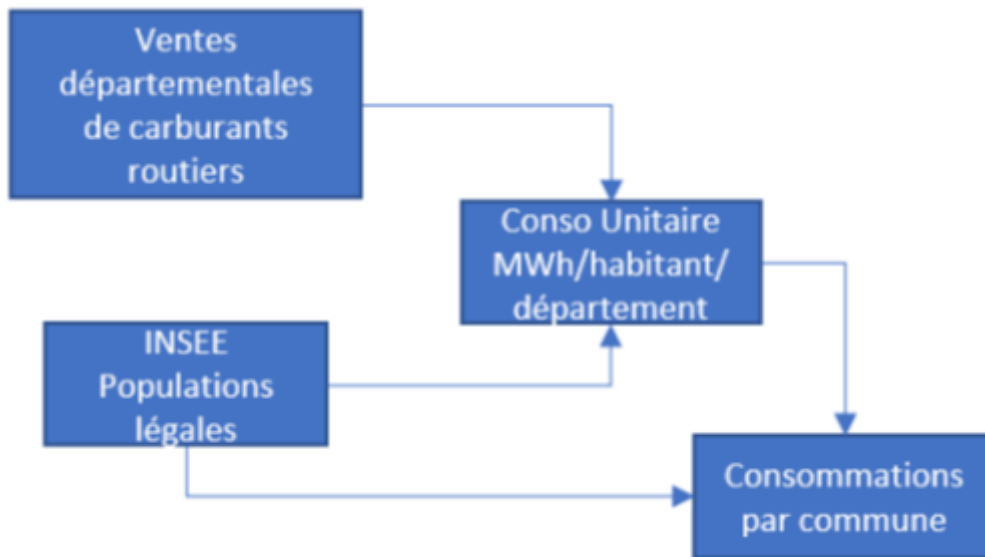 Ventes
départementales
de carburants
routiers
Conso Unitaire
MWh/habitant/
département
INSEE
Populations
légales
Consommations
par commune